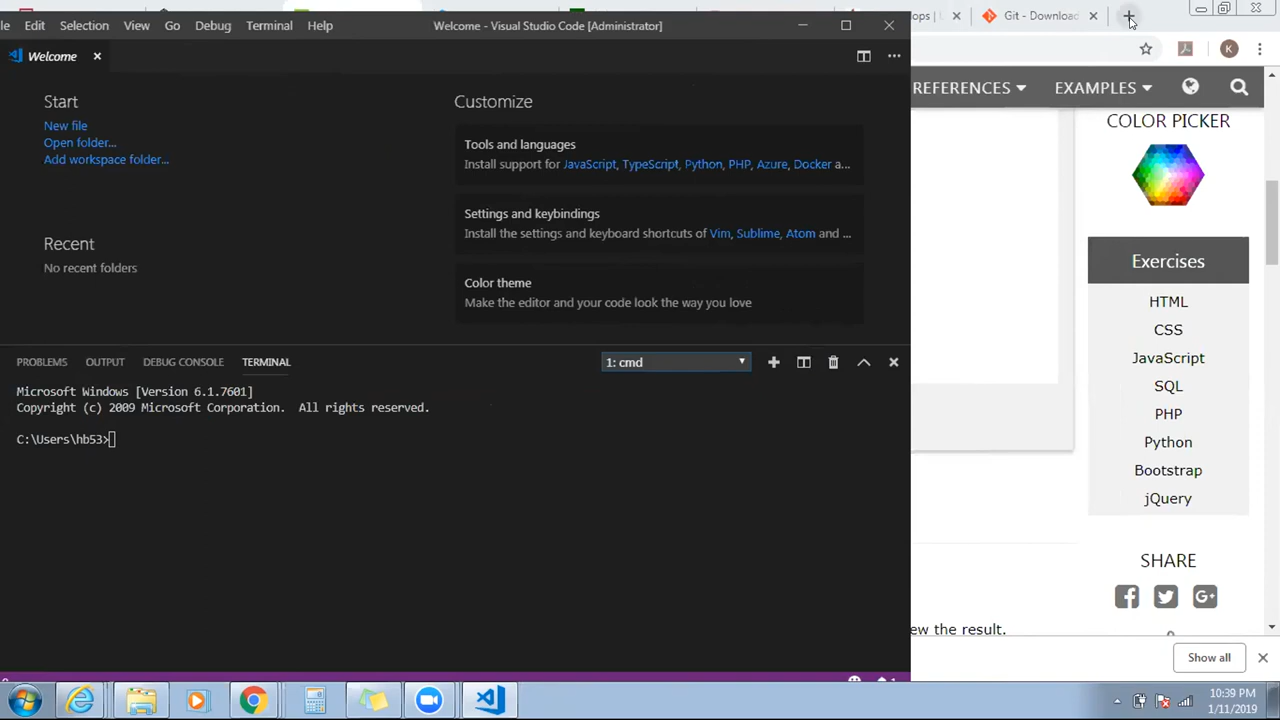 Edit Selection View Go Debug Terminal Help
Welcome - Visual Studio Code [Administrator]
Git - Download
Welcome
K
Start
New file
Open folder...
Add workspace folder...
Recent
No recent folders
Customize
Tools and languages
Install support for JavaScript, TypeScript, Python, PHP, Azure, Docker a...
Settings and keybindings
Install the settings and keyboard shortcuts of Vim, Sublime, Atom and ...
Color theme
Make the editor and your code look the way you love
PROBLEMS OUTPUT DEBUG CONSOLE TERMINAL
1: cmd
Microsoft Windows [Version 6.1.7601]
Copyright (c) 2009 Microsoft Corporation. All rights reserved.
C:\Users\hb53>
REFERENCES EXAMPLES
COLOR PICKER
Exercises
HTML
CSS
JavaScript
SQL
PHP
Python
Bootstrap
jQuery
SHARE
ew the result.
Show all
10:39 PM
1/11/2019